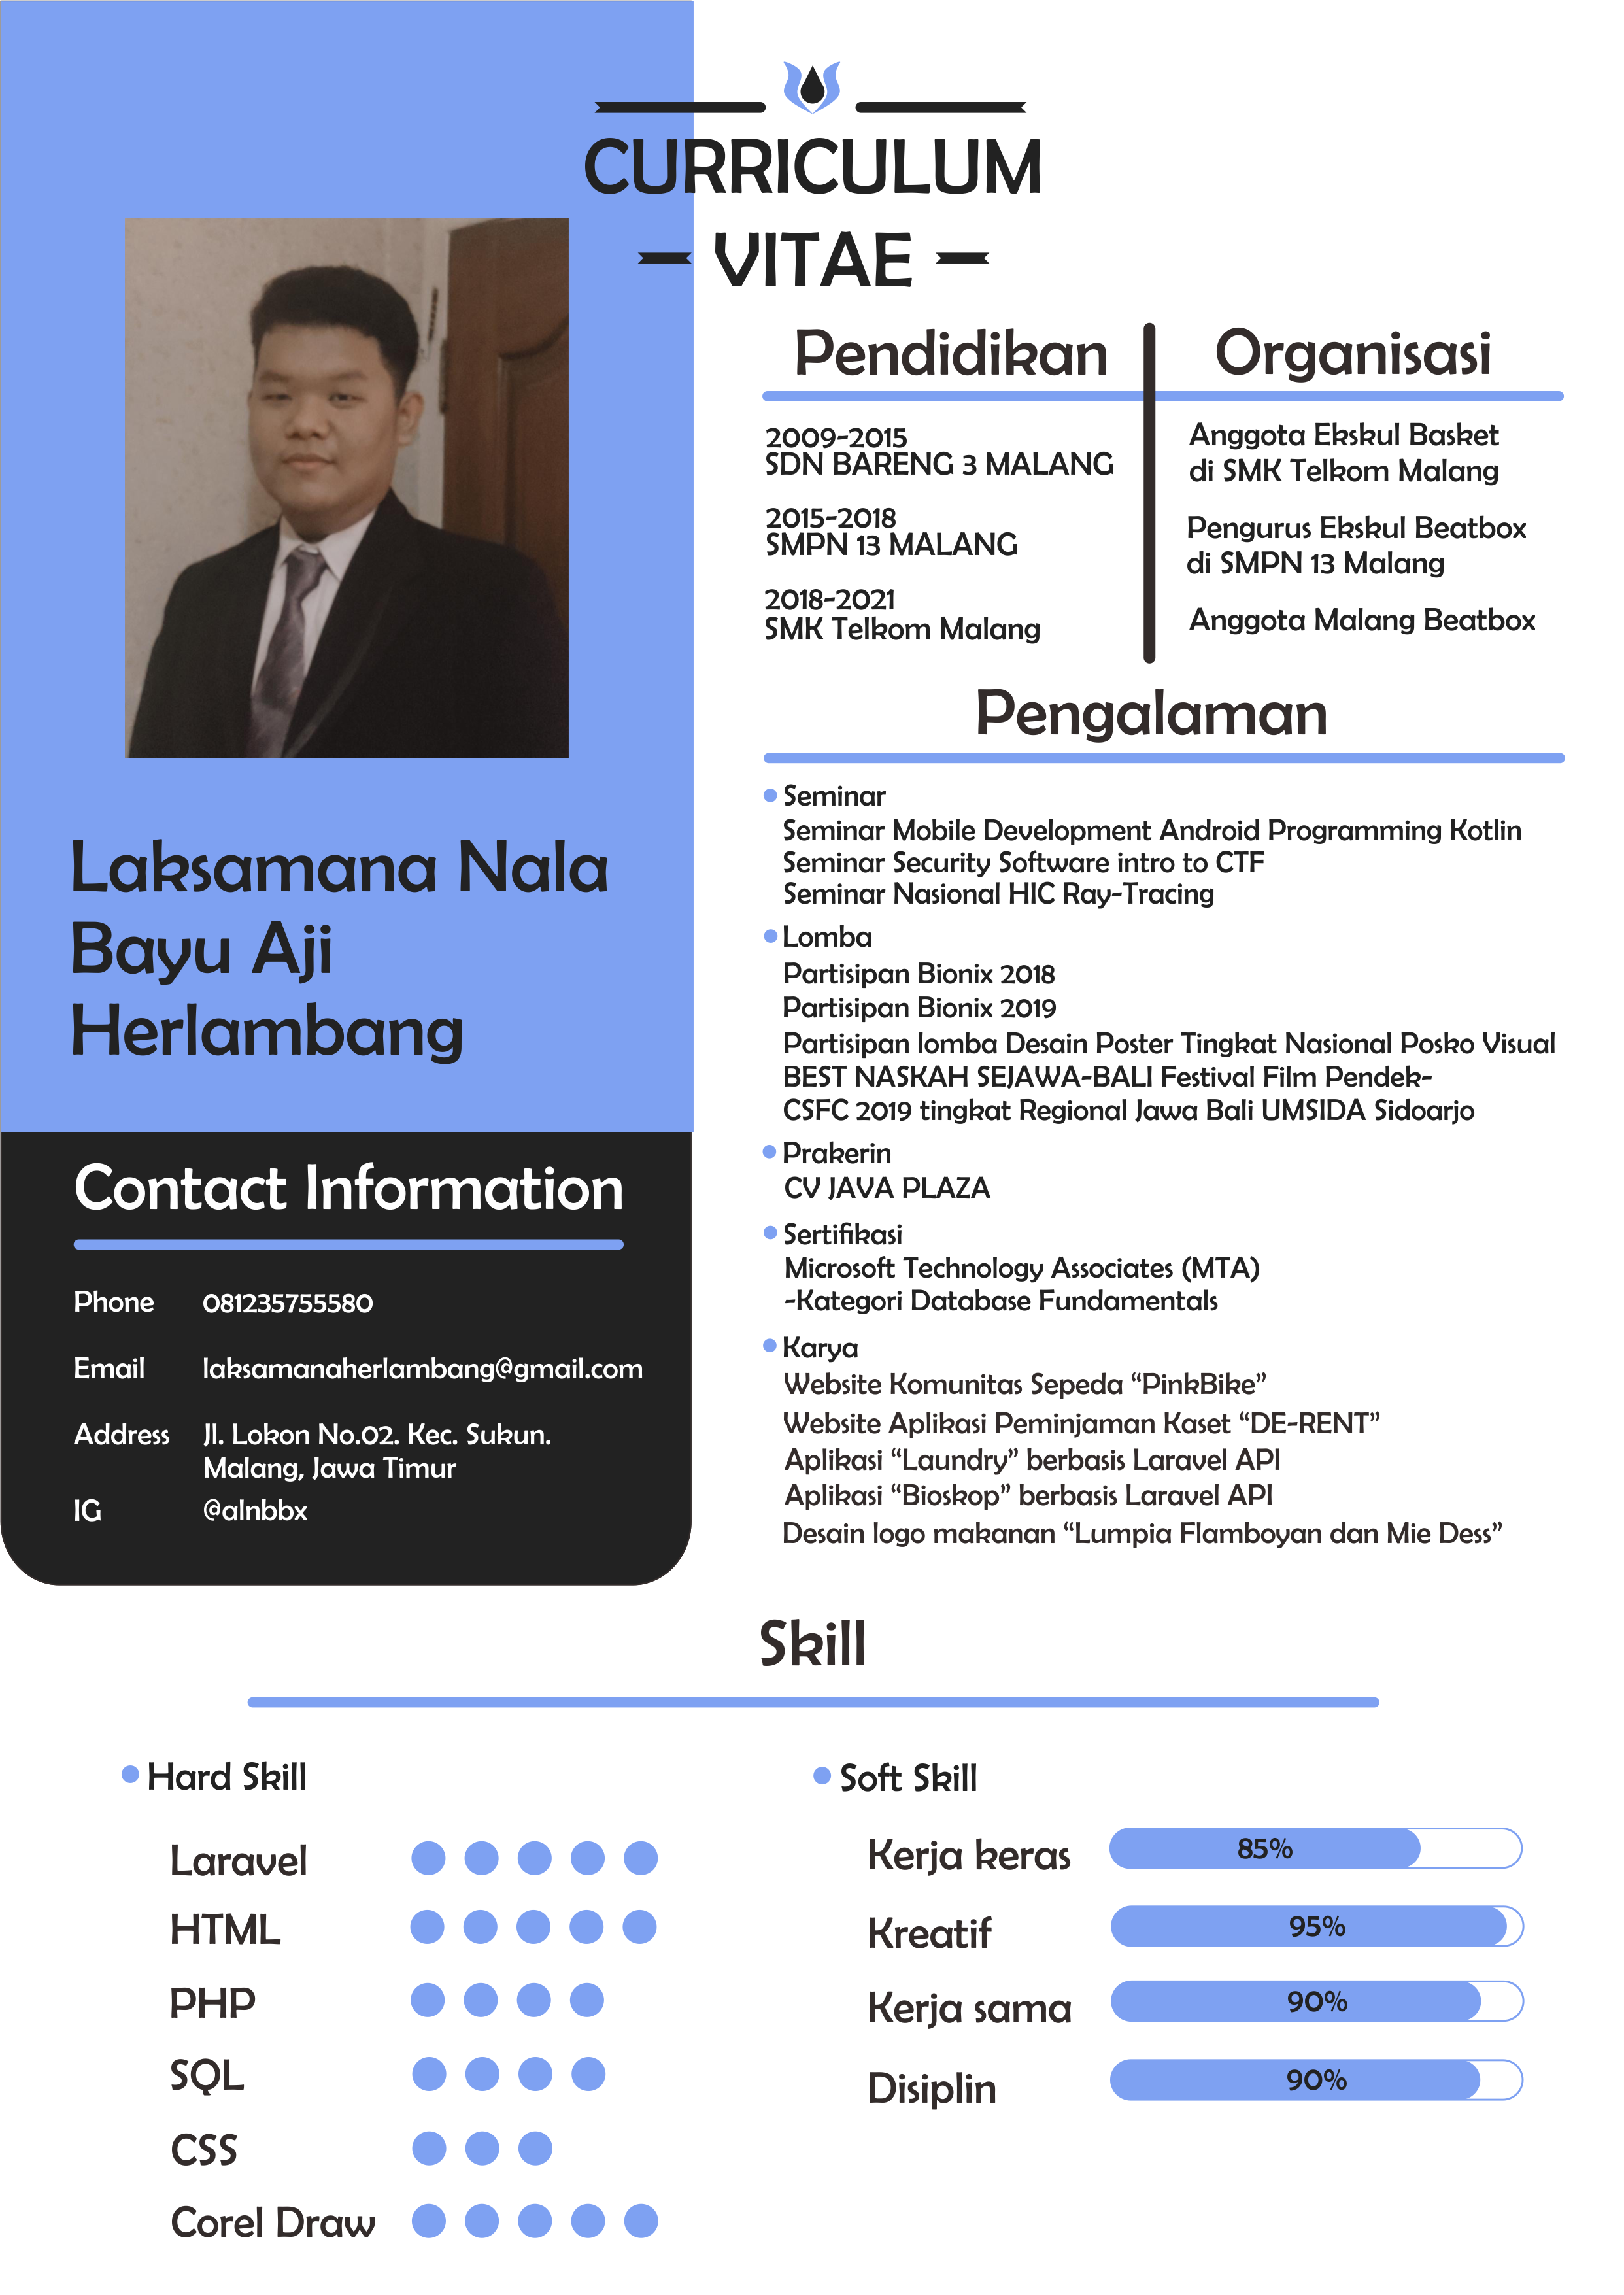 CURRICULUM
VITAE
Laksamana Nala
Bayu Aji
Herlambang
Contact Information
Phone 081235755580
Email laksamanaherlambang@gmail.com
Address Jl. Lokon No.02. Kec. Sukun.
Malang, Jawa Timur
IG @alnbbx
Pendidikan
2009-2015
SDN BARENG 3 MALANG
2015-2018
SMPN 13 MALANG
2018-2021
SMK Telkom Malang
Organisasi
Anggota Ekskul Basket
di SMK Telkom Malang
Pengurus Ekskul Beatbox
di SMPN 13 Malang
Anggota Malang Beatbox
Pengalaman
Seminar
Seminar Mobile Development Android Programming Kotlin
Seminar Security Software intro to CTF
Seminar Nasional HIC Ray-Tracing
Lomba
Partisipan Bionix 2018
Partisipan Bionix 2019
Partisipan lomba Desain Poster Tingkat Nasional Posko Visual
BEST NASKAH SEJAWA-BALI Festival Film Pendek-
CSFC 2019 tingkat Regional Jawa Bali UMSIDA Sidoarjo
Prakerin
CV JAVA PLAZA
Sertifikasi
Microsoft Technology Associates (MTA)
-Kategori Database Fundamentals
Karya
Website Komunitas Sepeda “PinkBike”
Website Aplikasi Peminjaman Kaset “DE-RENT”
Aplikasi “Laundry” berbasis Laravel API
Aplikasi “Bioskop” berbasis Laravel API
Desain logo makanan “Lumpia Flamboyan dan Mie Dess”
Skill
Hard Skill
Laravel
HTML
PHP
SQL
CSS
Corel Draw
Soft Skill
Kerja keras 85%
Kreatif 95%
Kerja sama 90%
Disiplin 90%